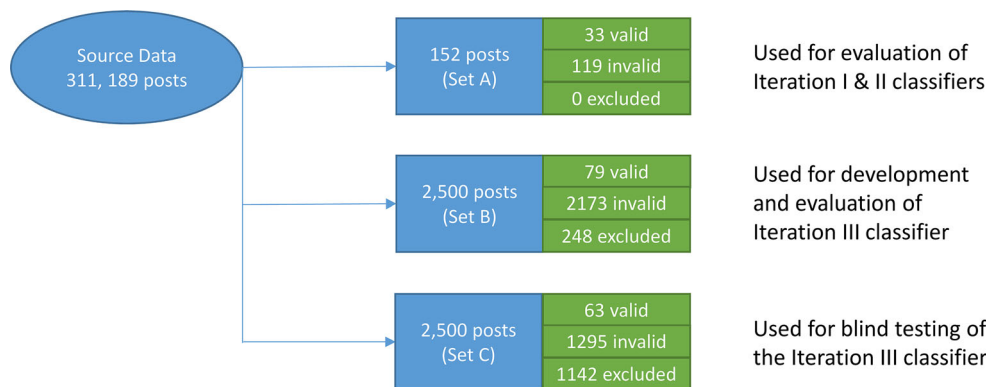 Source Data
311, 189 posts
152 posts
(Set A)
33 valid
119 invalid
0 excluded
Used for evaluation of
Iteration I & II classifiers
2,500 posts
(Set B)
79 valid
2173 invalid
248 excluded
Used for development
and evaluation of
Iteration III classifier
2,500 posts
(Set C)
63 valid
1295 invalid
1142 excluded
Used for blind testing of
the Iteration III classifier